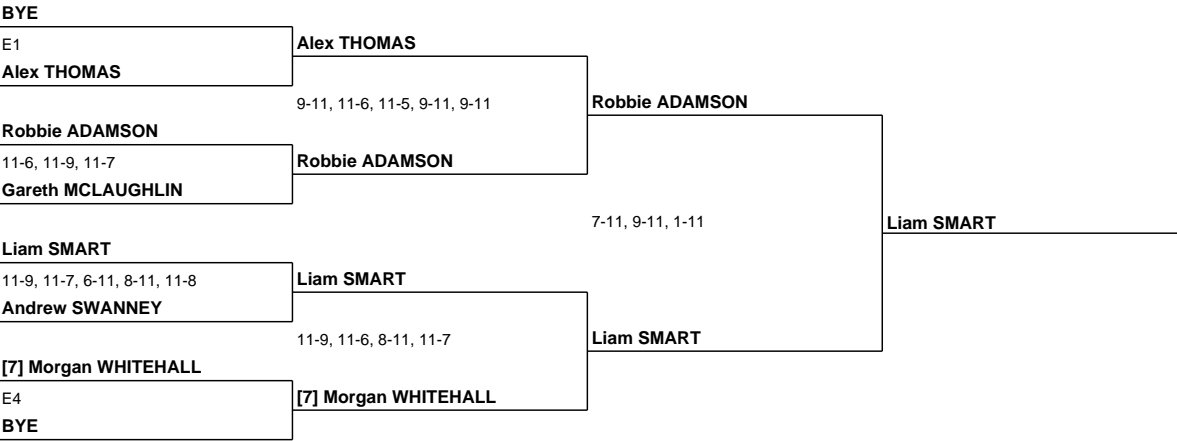 BYE
E1
Alex THOMAS
Robbie ADAMSON
11-6, 11-9, 11-7
Gareth MCLAUGHLIN
Liam SMART
11-9, 11-7, 6-11, 8-11, 11-8
Andrew SWANNEY
[7] Morgan WHITEHALL
E4
BYE
Alex THOMAS
9-11, 11-6, 11-5, 9-11, 9-11
Robbie ADAMSON
Liam SMART
11-9, 11-6, 8-11, 11-7
[7] Morgan WHITEHALL
Robbie ADAMSON
7-11, 9-11, 1-11
Liam SMART
Liam SMART